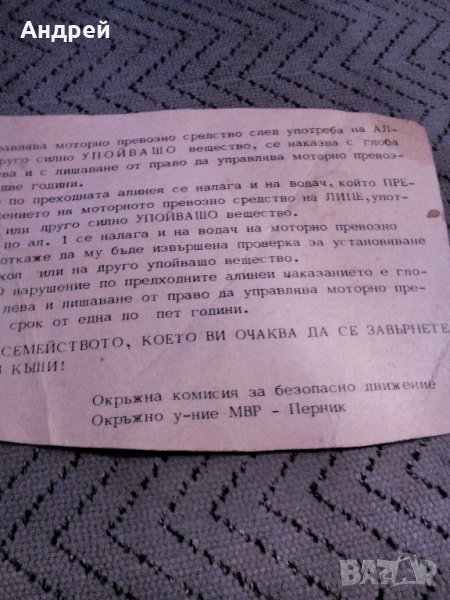 Андрей
управлява моторно превозно средство след употреба на АЛ-
друго силно УПОЙВАЩО вещество, се наказва с глоба
лева и с лишаване от право да управлява моторно превоз-
две години.
по преходната алинея се налага и на водач, който ПРЕ-
моторното превозно средство на ЛИЦЕ, упот-
или друго силно УПОЙВАЩО вещество.
по ал. 1 се налага и на водач на моторно превозно
откаже да му бъде извършена проверка за установяване
или на друго упойващо вещество.
нарушение по предходните алинеи наказанието е гло-
лева и лишаване от право да управлява моторно пре-
срок от една до пет години.
СЕМЕЙСТВОТО, КОЕТО ВИ ОЧАКВА ДА СЕ ЗАВЪРНЕТЕ
КЪЩИ!
Окръжна комисия за безопасно движение
Окръжно у-ние МВР - Перник
BAZAR